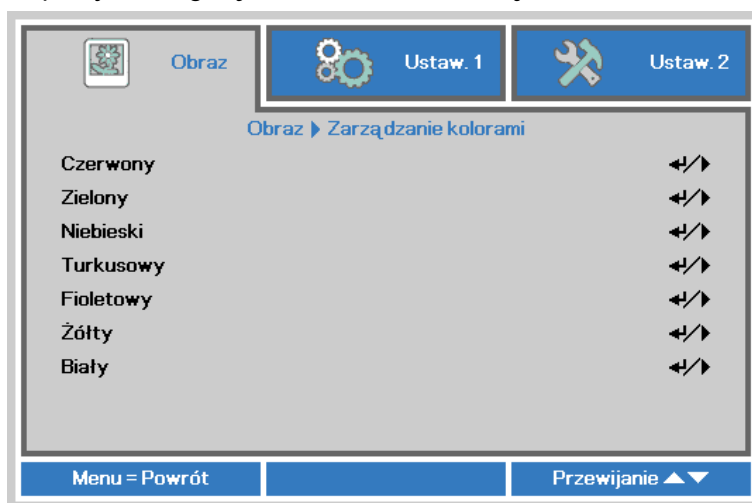 Obraz
Ustaw. 1
Ustaw. 2
Obraz ▶ Zarządzanie kolorami
Czerwony ↵/▶
Zielony ↵/▶
Niebieski ↵/▶
Turkusowy ↵/▶
Fioletowy ↵/▶
Żółty ↵/▶
Biały ↵/▶
Menu = Powrót
Przewijanie ▲▼